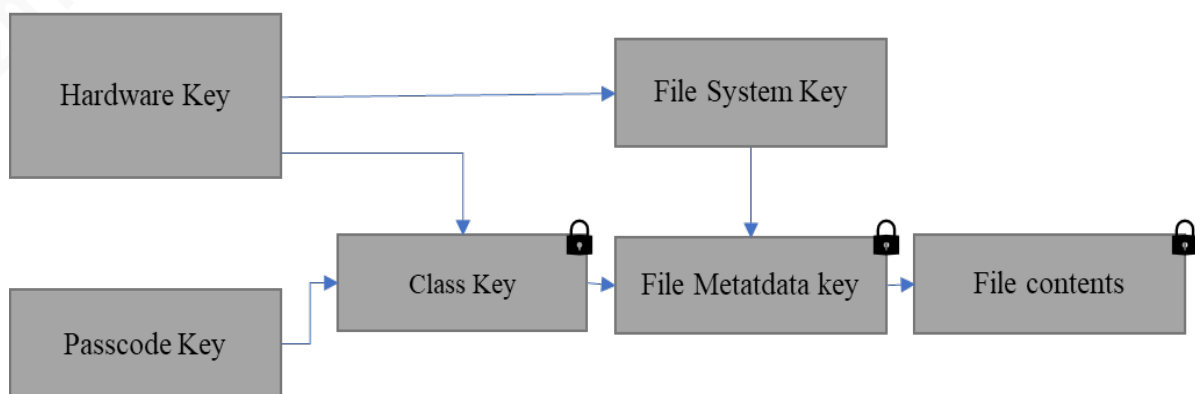 Hardware Key
File System Key
Class Key
File Metatdata key
File contents
Passcode Key